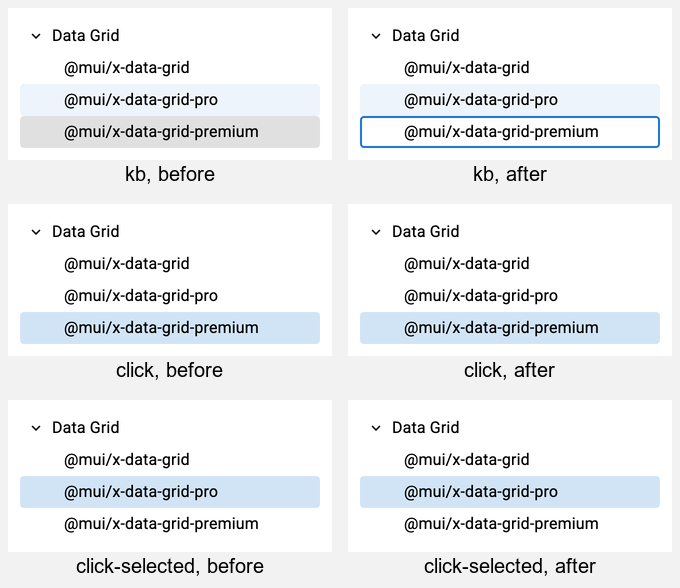 Data Grid
@mui/x-data-grid
@mui/x-data-grid-pro
@mui/x-data-grid-premium
kb, before
Data Grid
@mui/x-data-grid
@mui/x-data-grid-pro
@mui/x-data-grid-premium
kb, after
Data Grid
@mui/x-data-grid
@mui/x-data-grid-pro
@mui/x-data-grid-premium
click, before
Data Grid
@mui/x-data-grid
@mui/x-data-grid-pro
@mui/x-data-grid-premium
click, after
Data Grid
@mui/x-data-grid
@mui/x-data-grid-pro
@mui/x-data-grid-premium
click-selected, before
Data Grid
@mui/x-data-grid
@mui/x-data-grid-pro
@mui/x-data-grid-premium
click-selected, after